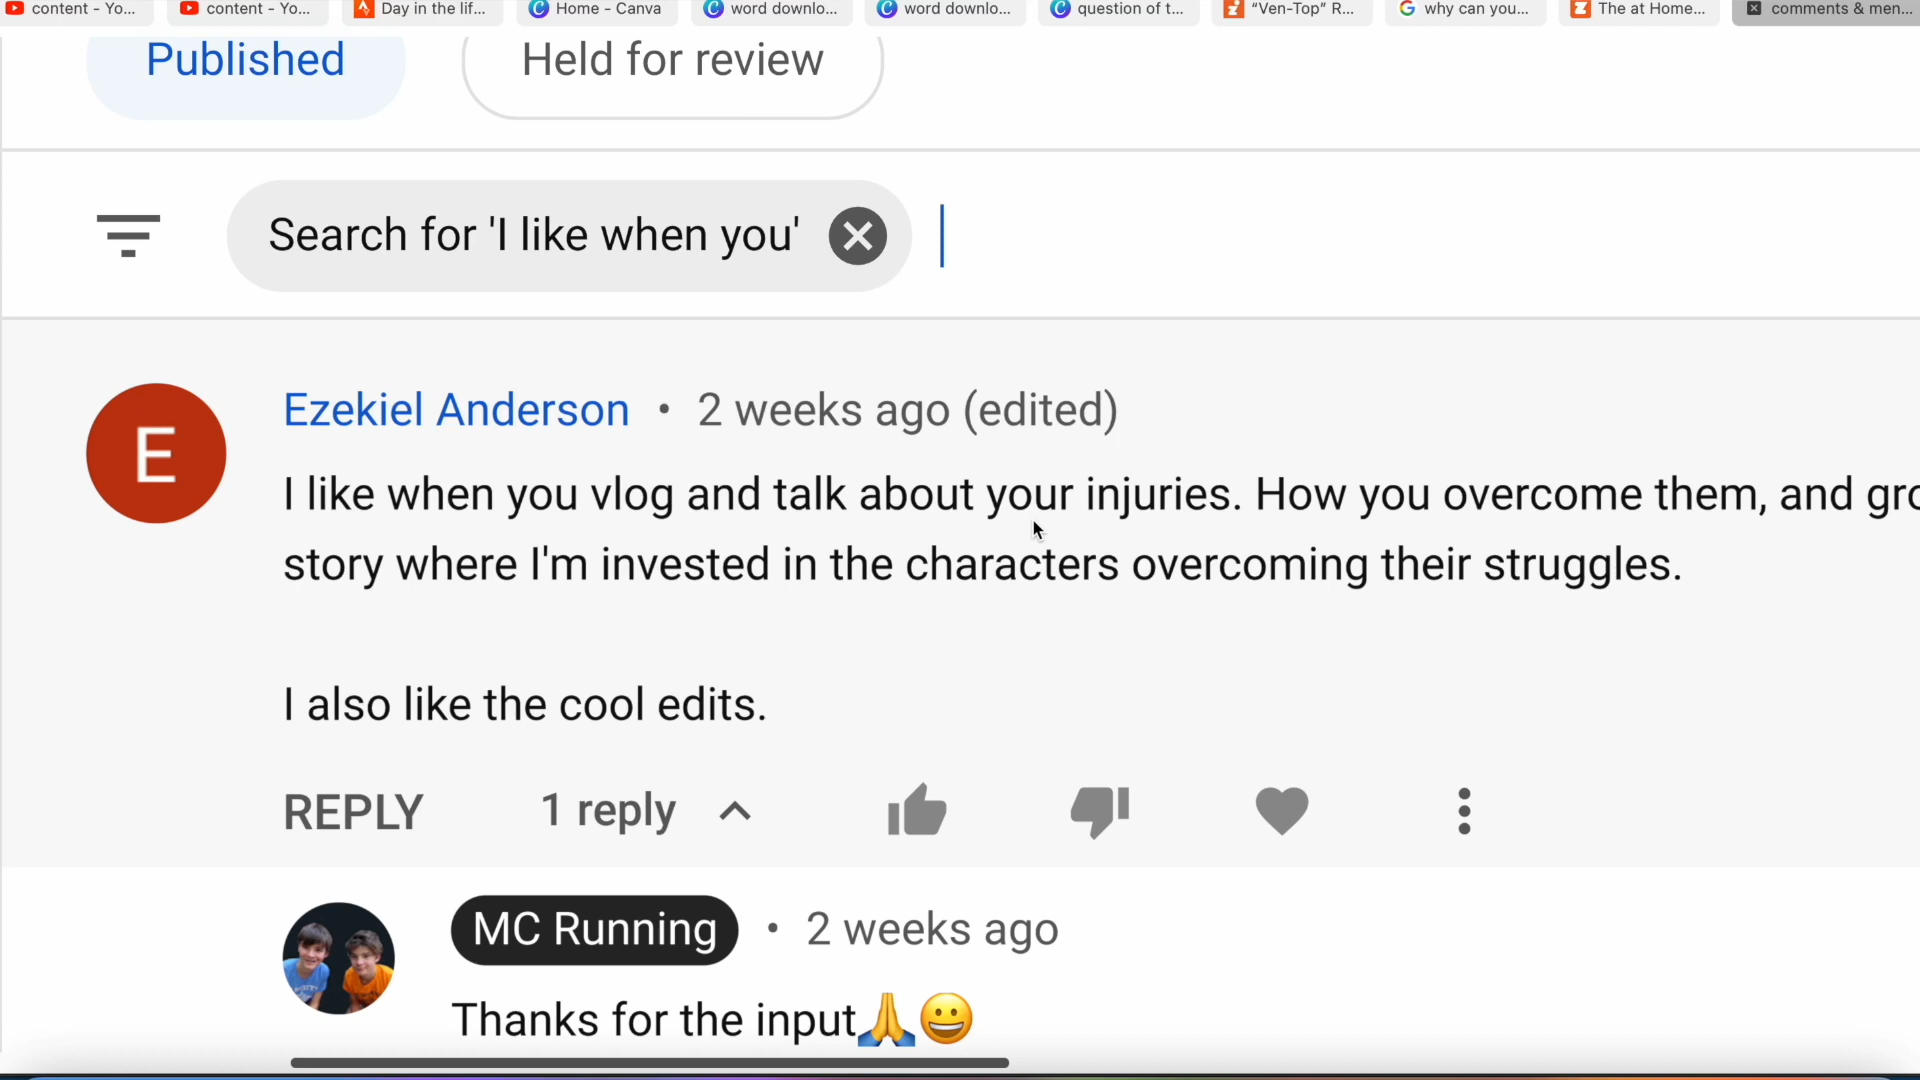 content - Yo...
content - Yo...
Day in the lif...
Home - Canva
word downlo...
word downlo...
question of t...
"Ven-Top" R...
why can you...
The at Home...
comments & men...
Published
Held for review
Search for 'I like when you'
E
Ezekiel Anderson • 2 weeks ago (edited)
I like when you vlog and talk about your injuries. How you overcome them, and gro
story where I'm invested in the characters overcoming their struggles.
I also like the cool edits.
REPLY
1 reply
MC Running • 2 weeks ago
Thanks for the input🙏😀